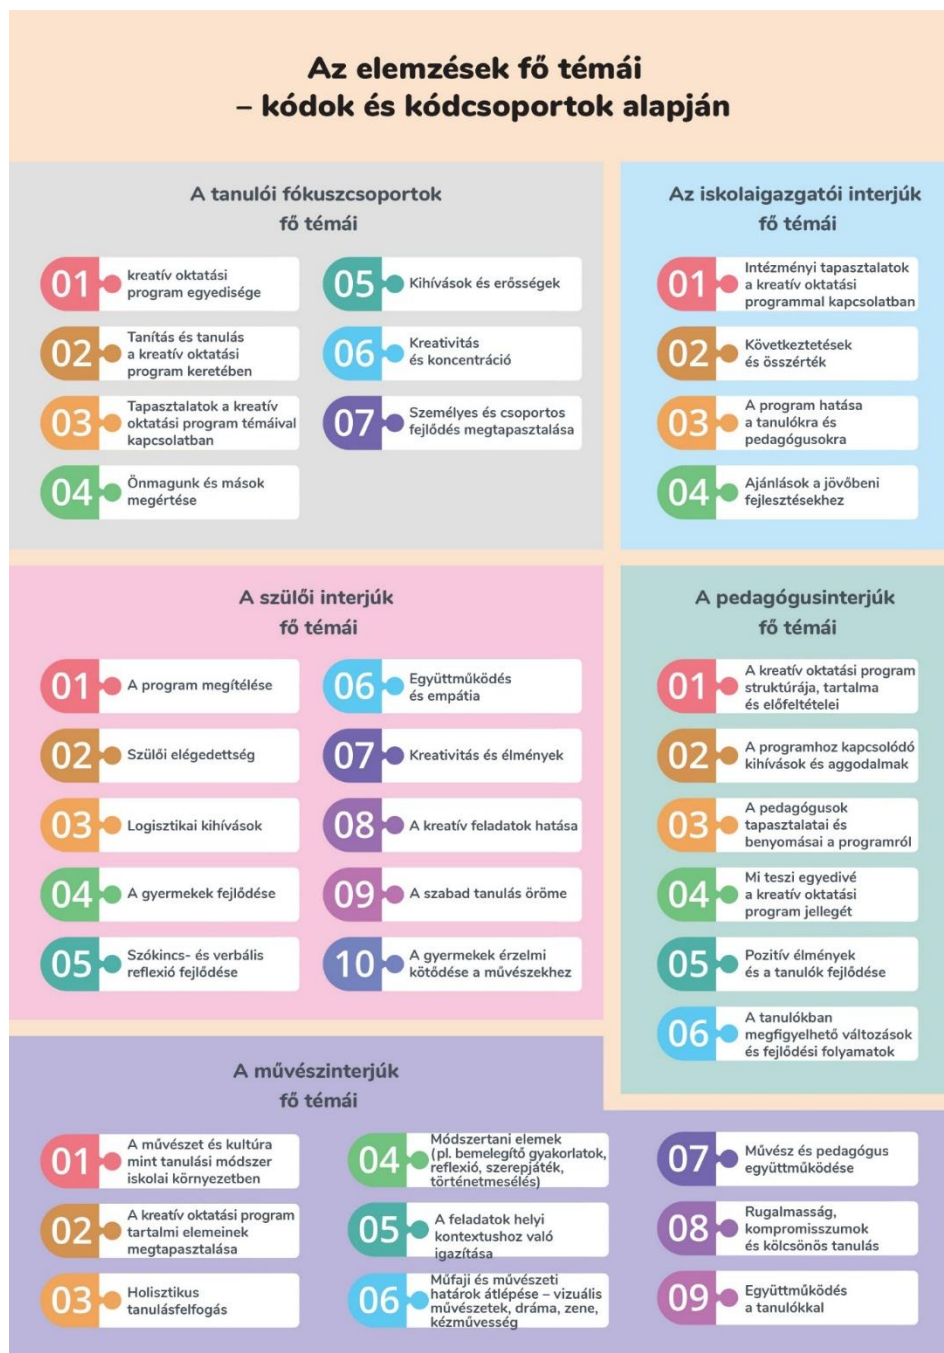 Az elemzések fő témái
– kódok és kódcsoportok alapján
A tanulói fókuszcsoportok
fő témái
01
kreatív oktatási
program egyedisége
02
Tanítás és tanulás
a kreatív oktatási
program keretében
03
Tapasztalatok a kreatív
oktatási program témáival
kapcsolatban
04
Önmagunk és mások
megértése
05
Kihívások és erősségek
06
Kreativitás
és koncentráció
07
Személyes és csoportos
fejlődés megtapasztalása
Az iskolaigazgatói interjúk
fő témái
01
Intézményi tapasztalatok
a kreatív oktatási
programmal kapcsolatban
02
Következtetések
és összérték
03
A program hatása
a tanulókra és
pedagógusokra
04
Ajánlások a jövőbeni
fejlesztésekhez
A szülői interjúk
fő témái
01
A program megítélése
02
Szülői elégedettség
03
Logisztikai kihívások
04
A gyermekek fejlődése
05
Szókincs- és verbális
reflexió fejlődése
06
Együttműködés
és empátia
07
Kreativitás és élmények
08
A kreatív feladatok hatása
09
A szabad tanulás öröme
10
A gyermekek érzelmi
kötődése a művészekhez
A pedagógusinterjúk
fő témái
01
A kreatív oktatási program
struktúrája, tartalma
és előfeltételei
02
A programhoz kapcsolódó
kihívások és aggodalmak
03
A pedagógusok
tapasztalatai és
benyomásai a programról
04
Mi teszi egyedivé
a kreatív oktatási
program jellegét
05
Pozitív élmények
és a tanulók fejlődése
06
A tanulókban
megfigyelhető változások
és fejlődési folyamatok
A művészinterjúk
fő témái
01
A művészet és kultúra
mint tanulási módszer
iskolai környezetben
02
A kreatív oktatási program
tartalmi elemeinek
megtapasztalása
03
Holisztikus
tanulásfelfogás
04
Módszertani elemek
(pl. bemelegítő gyakorlatok,
reflexió, szerepjáték,
történetmesélés)
05
A feladatok helyi
kontextushoz való
igazítása
06
Műfaji és művészeti
határok átlépése – vizuális
művészetek, dráma, zene,
kézművesség
07
Művész és pedagógus
együttműködése
08
Rugalmasság,
kompromisszumok
és kölcsönös tanulás
09
Együttműködés
a tanulókkal